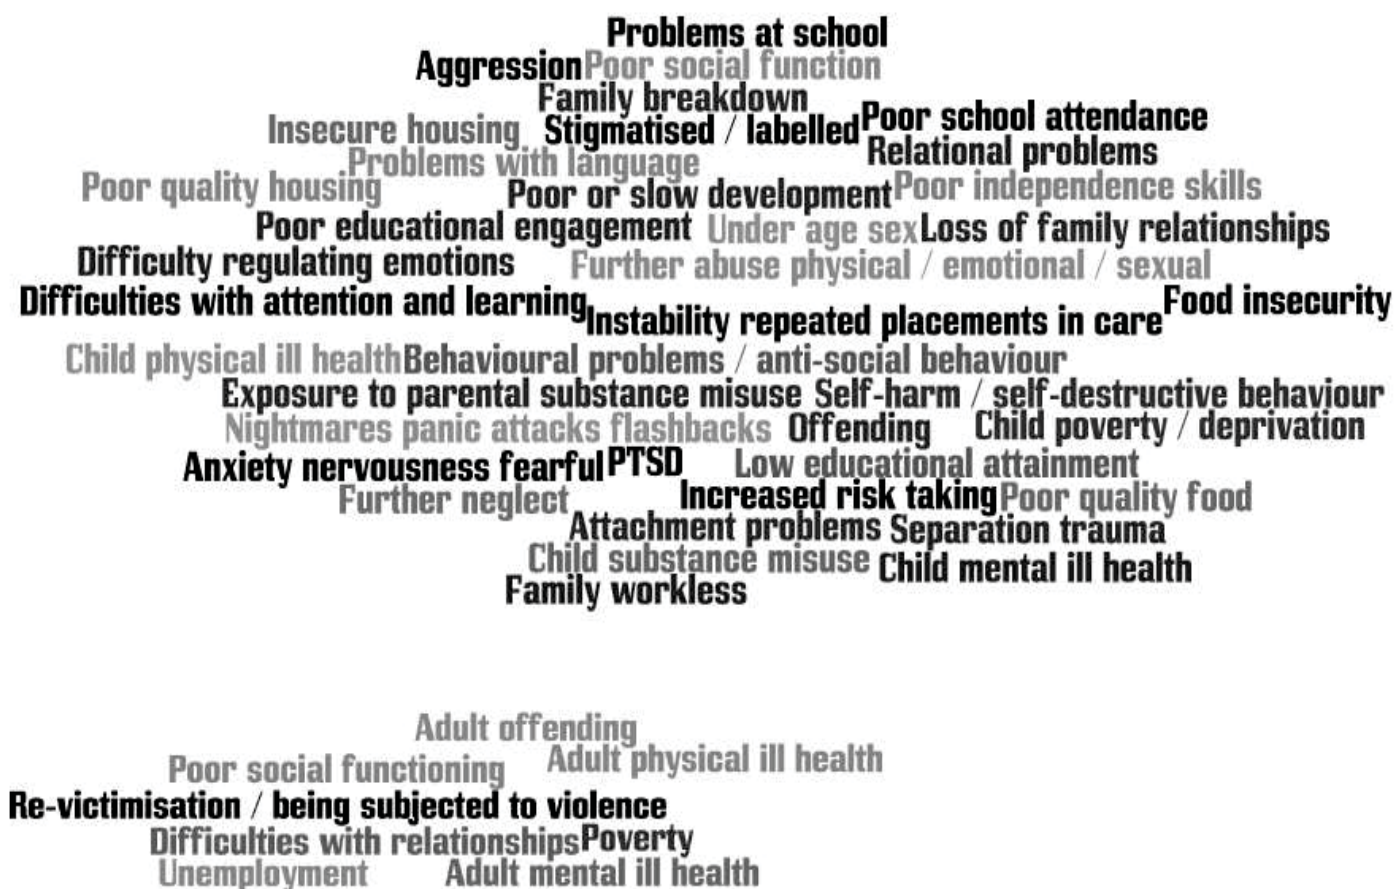 Problems at school
Aggression Poor social function
Family breakdown
Insecure housing Stigmatised / labelled Poor school attendance
Problems with language Relational problems
Poor quality housing Poor or slow development Poor independence skills
Poor educational engagement Under age sex Loss of family relationships
Difficulty regulating emotions Further abuse physical / emotional / sexual
Difficulties with attention and learning Instability repeated placements in care Food insecurity
Child physical ill health Behavioural problems / anti-social behaviour
Exposure to parental substance misuse Self-harm / self-destructive behaviour
Nightmares panic attacks flashbacks Offending Child poverty / deprivation
Anxiety nervousness fearful PTSD Low educational attainment
Further neglect Increased risk taking Poor quality food
Attachment problems Separation trauma
Child substance misuse Child mental ill health
Family workless
Adult offending
Poor social functioning Adult physical ill health
Re-victimisation / being subjected to violence
Difficulties with relationships Poverty
Unemployment Adult mental ill health